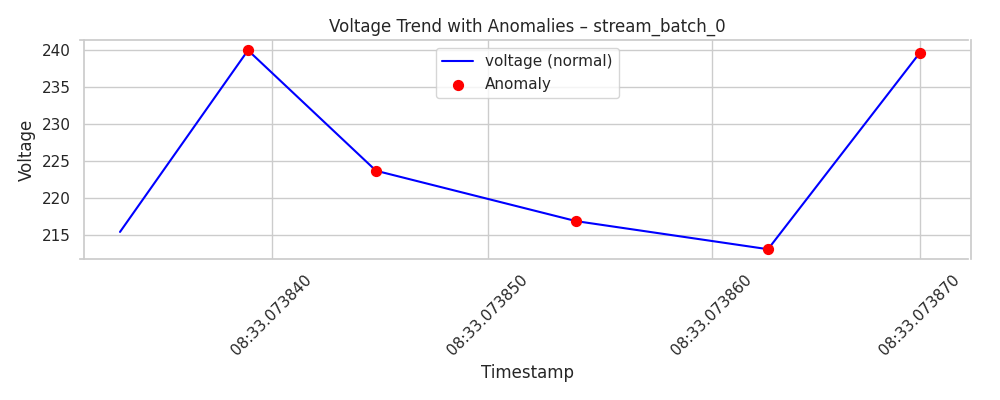 Voltage Trend with Anomalies – stream_batch_0
voltage (normal)
Anomaly
Voltage
240
235
230
225
220
215
08:33.073840
08:33.073850
08:33.073860
08:33.073870
Timestamp